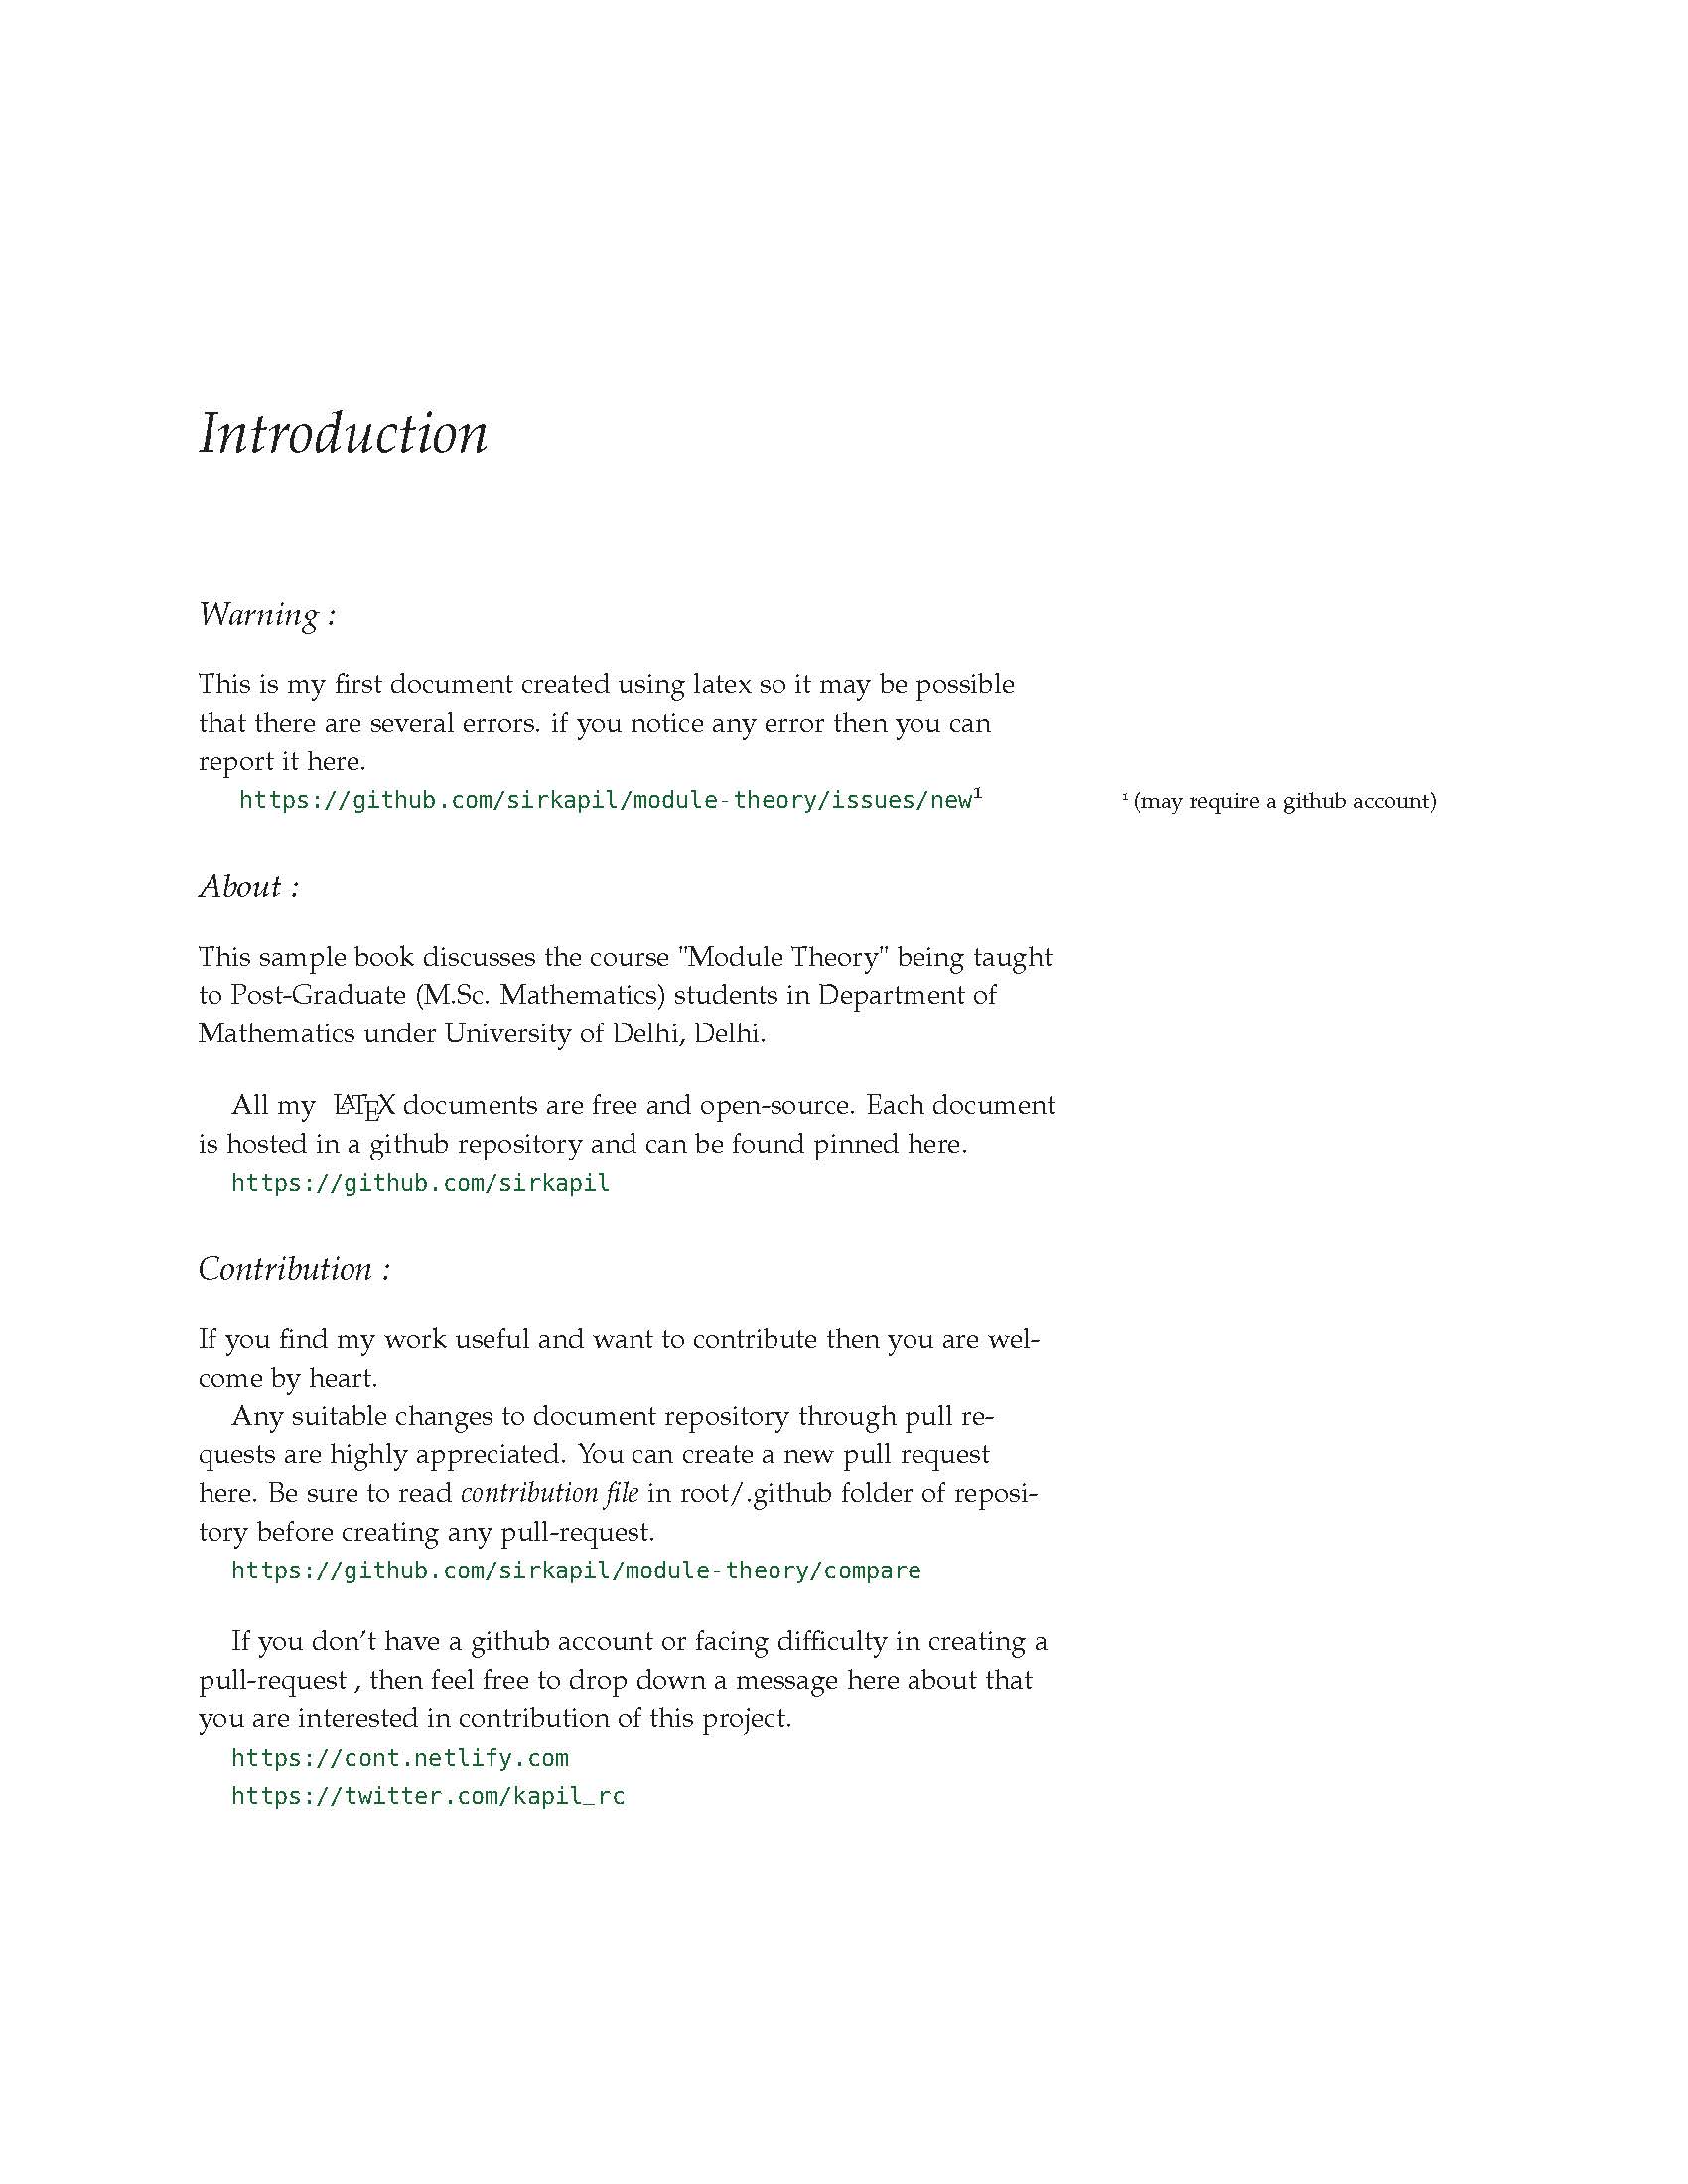 Introduction
Warning :
This is my first document created using latex so it may be possible
that there are several errors. if you notice any error then you can
report it here.
https://github.com/sirkapil/module-theory/issues/new¹
¹ (may require a github account)
About :
This sample book discusses the course "Module Theory" being taught
to Post-Graduate (M.Sc. Mathematics) students in Department of
Mathematics under University of Delhi, Delhi.
All my LATEX documents are free and open-source. Each document
is hosted in a github repository and can be found pinned here.
https://github.com/sirkapil
Contribution :
If you find my work useful and want to contribute then you are wel-
come by heart.
Any suitable changes to document repository through pull re-
quests are highly appreciated. You can create a new pull request
here. Be sure to read contribution file in root/.github folder of reposi-
tory before creating any pull-request.
https://github.com/sirkapil/module-theory/compare
If you don’t have a github account or facing difficulty in creating a
pull-request , then feel free to drop down a message here about that
you are interested in contribution of this project.
https://cont.netlify.com
https://twitter.com/kapil_rc